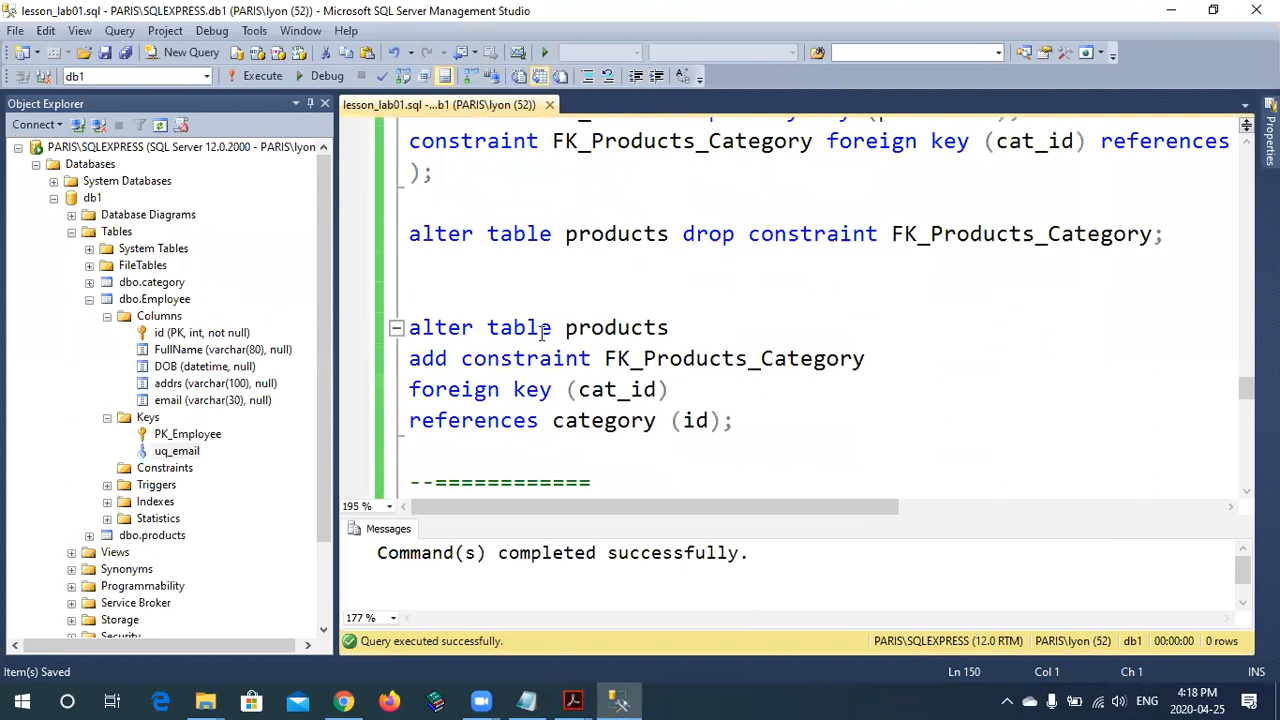 lesson_lab01.sql - PARIS\SQLEXPRESS.db1 (PARIS\lyon (52)) - Microsoft SQL Server Management Studio
File Edit View Query Project Debug Tools Window Help
New Query
db1 Execute Debug
Object Explorer
lesson_lab01.sql -...b1 (PARIS\lyon (52))
Connect
PARIS\SQLEXPRESS (SQL Server 12.0.2000 - PARIS\lyon
Databases
System Databases
db1
Database Diagrams
Tables
System Tables
FileTables
dbo.category
dbo.Employee
Columns
id (PK, int, not null)
FullName (varchar(80), null)
DOB (datetime, null)
addrs (varchar(100), null)
email (varchar(30), null)
Keys
PK_Employee
uq_email
Constraints
Triggers
Indexes
Statistics
dbo.products
Views
Synonyms
Programmability
Service Broker
Storage
Security
constraint FK_Products_Category foreign key (cat_id) references
);
alter table products drop constraint FK_Products_Category;
alter table products
add constraint FK_Products_Category
foreign key (cat_id)
references category (id);
--============
195 %
Messages
Command(s) completed successfully.
177 %
Query executed successfully.
PARIS\SQLEXPRESS (12.0 RTM) PARIS\lyon (52) db1 00:00:00 0 rows
Properties
Item(s) Saved
Ln 150 Col 1 Ch 1 INS
ENG
4:18 PM
2020-04-25